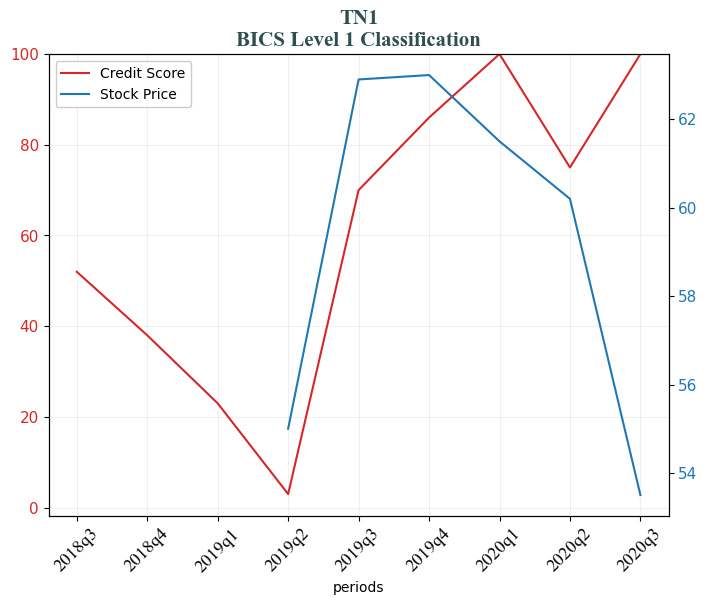 TN1
BICS Level 1 Classification
Credit Score
Stock Price
100
80
60
40
20
0
62
60
58
56
54
2018q3
2018q4
2019q1
2019q2
2019q3
2019q4
2020q1
2020q2
2020q3
periods